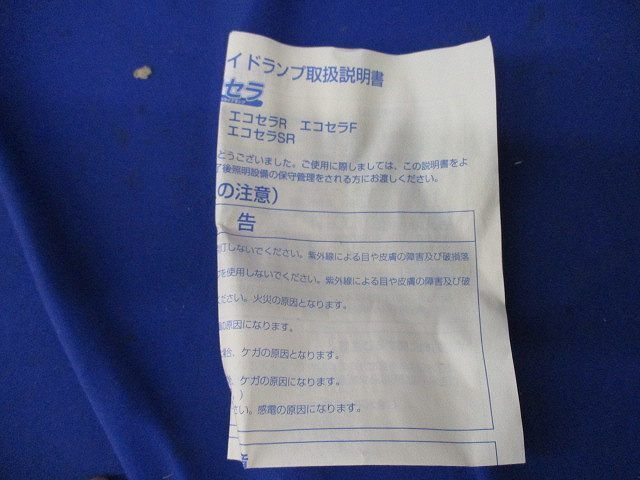 イドランプ取扱説明書
セラ
エコセラR エコセラF
エコセラSR
とうございました。ご使用に際しましては、この説明書をよ
了後照明設備の保守管理をされる方にお渡しください。
の注意）
告
灯しないでください。紫外線による目や皮膚の障害及び破損落
を使用しないでください。紫外線による目や皮膚の障害及び破
ください。火災の原因となります。
の原因になります。
場合、ケガの原因となります。
、ケガの原因になります。
）
さい。感電の原因になります。